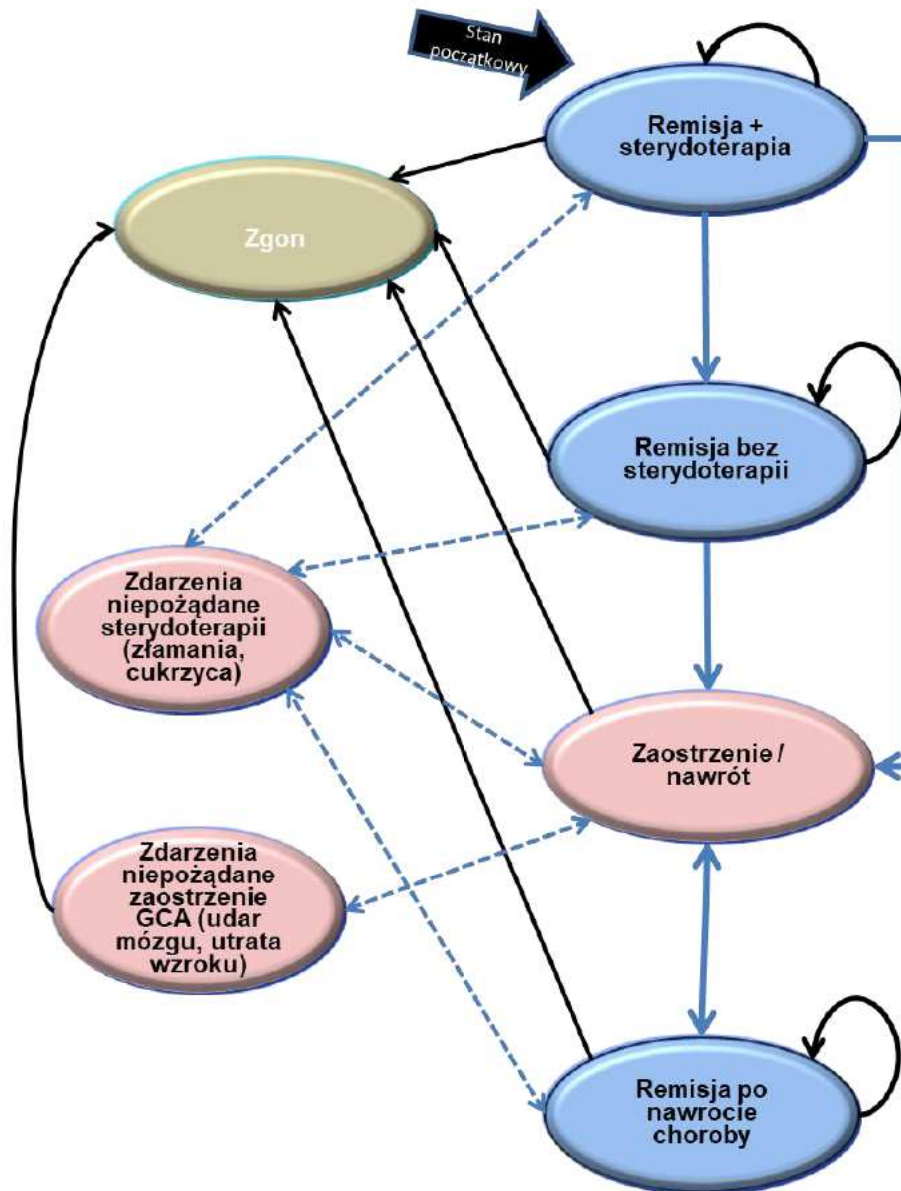 Stan
początkowy
Remisja +
sterydoterapia
Zgon
Remisja bez
sterydoterapii
Zdarzenia
niepożądane
sterydoterapii
(złamania,
cukrzyca)
Zaostrzenie /
nawrót
Zdarzenia
niepożądane
zaostrzenie
GCA (udar
mózgu, utrata
wzroku)
Remisja po
nawrocie
choroby